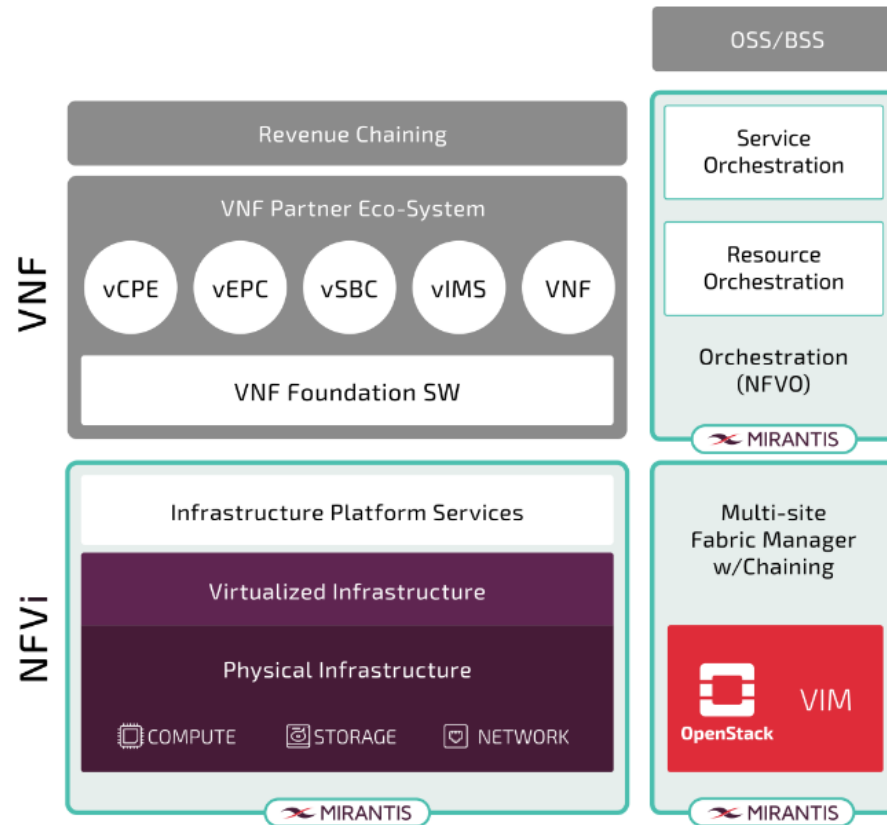 OSS/BSS
Revenue Chaining
Service
Orchestration
VNF
VNF Partner Eco-System
vCPE
vEPC
vSBC
vIMS
VNF
VNF Foundation SW
Resource
Orchestration
Orchestration
(NFVO)
MIRANTIS
NFVi
Infrastructure Platform Services
Virtualized Infrastructure
Physical Infrastructure
COMPUTE
STORAGE
NETWORK
MIRANTIS
Multi-site
Fabric Manager
w/Chaining
OpenStack
VIM
MIRANTIS